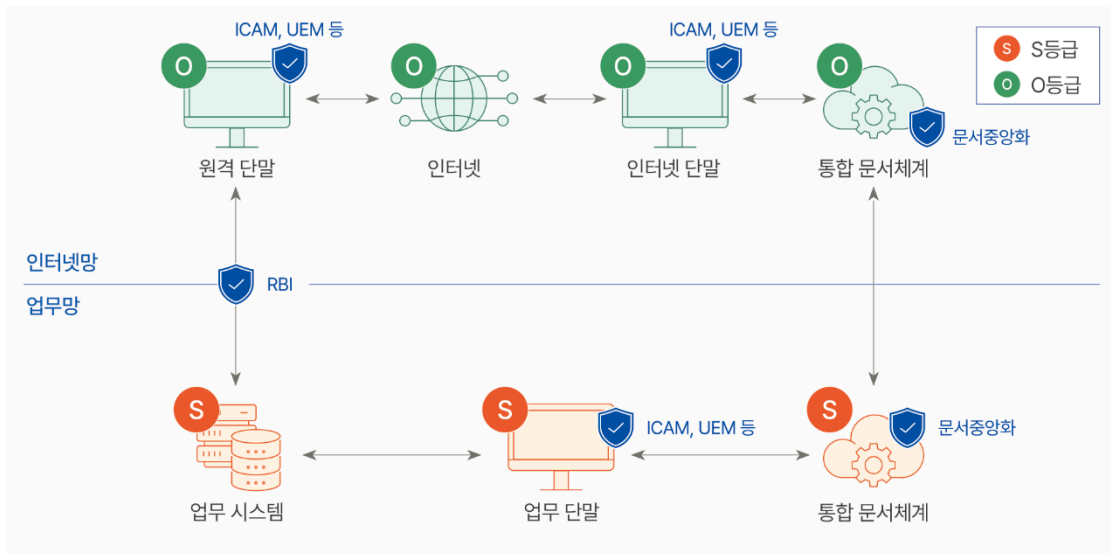 ICAM, UEM 등
ICAM, UEM 등
S S등급
O O등급
O
O
O
O
문서중앙화
원격 단말
인터넷
인터넷 단말
통합 문서체계
인터넷망
RBI
업무망
S
S
S
ICAM, UEM 등
문서중앙화
업무 시스템
업무 단말
통합 문서체계